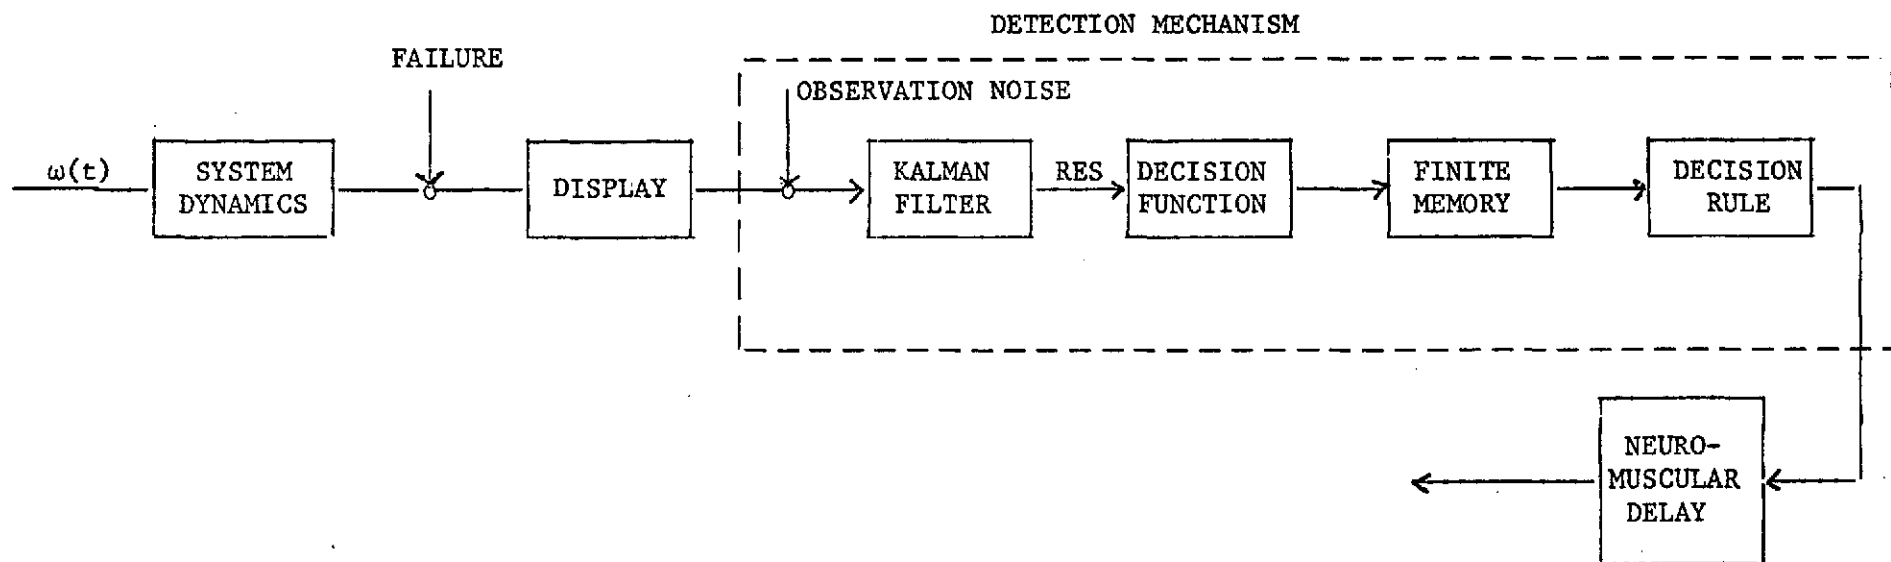 DETECTION MECHANISM
FAILURE
OBSERVATION NOISE
ω(t)
SYSTEM
DYNAMICS
DISPLAY
KALMAN
FILTER
RES
DECISION
FUNCTION
FINITE
MEMORY
DECISION
RULE
NEURO-
MUSCULAR
DELAY